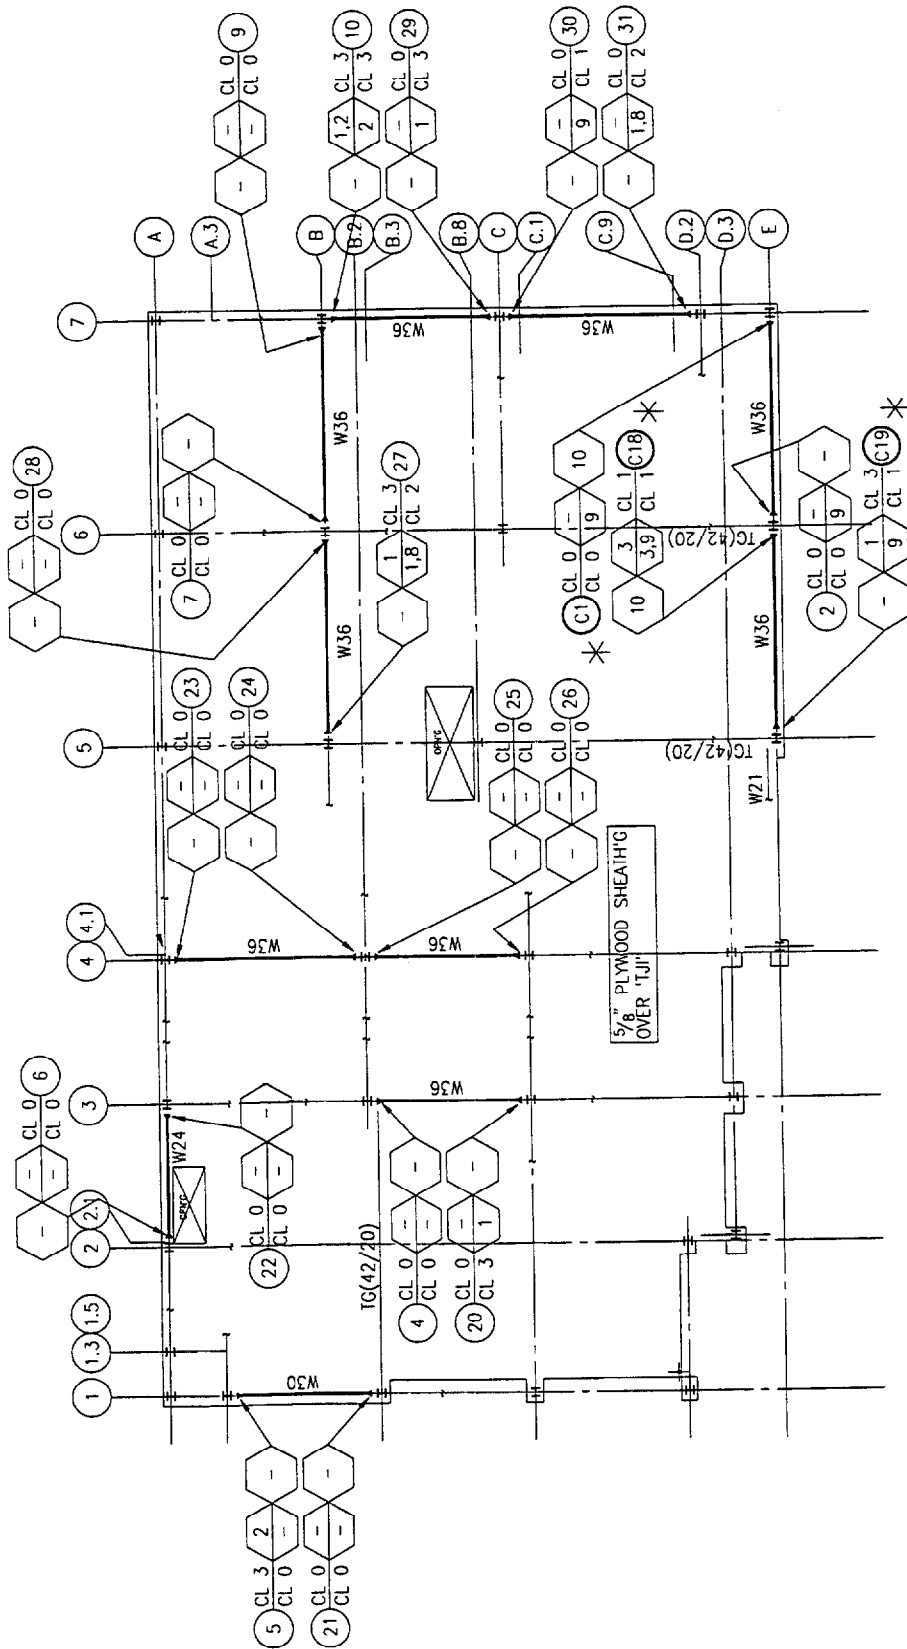 6
CL 0
CL 0
–
–
–
28
CL 0
CL 0
–
–
–
1
1.3
1.5
2
2.1
3
4
4.1
5
6
7
A
A.3
B
B.2
B.3
B.8
C
C.1
C.9
D.2
D.3
E
W24
OPN'G
22
CL 0
CL 0
–
–
–
23
CL 0
CL 0
–
–
–
24
CL 0
CL 0
–
–
–
7
CL 0
CL 0
–
–
–
9
CL 0
CL 0
–
–
–
10
CL 3
CL 3
1,2
2
–
29
CL 0
CL 3
–
1
–
30
CL 0
CL 1
–
9
–
31
CL 0
CL 2
–
1,8
–
5
CL 3
CL 0
2
–
–
21
CL 0
CL 0
–
–
–
W30
TG(42/20)
4
CL 0
CL 0
–
–
–
20
CL 0
CL 3
–
1
–
W36
W36
W36
W36
W36
W36
W36
27
CL 3
CL 2
1
1,8
–
OPN'G
25
CL 0
CL 0
–
–
–
26
CL 0
CL 0
–
–
–
5/8" PLYWOOD SHEATH'G
OVER 'TJI'
C1
CL 0
CL 0
–
9
10
*
C18
CL 1
CL 1
3
3,9
10
*
TG(42/20)
TG(42/20)
W21
W36
W36
2
CL 0
CL 0
–
9
–
C19
CL 3
CL 1
1
9
–
*